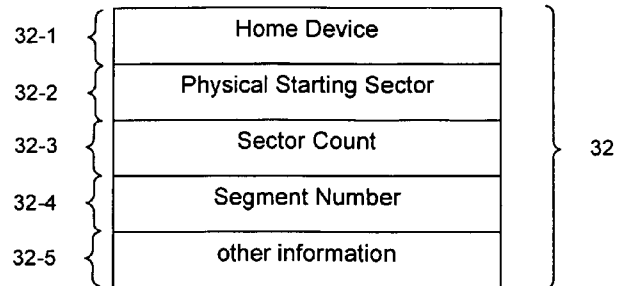 32-1 Home Device
32-2 Physical Starting Sector
32-3 Sector Count 32
32-4 Segment Number
32-5 other information